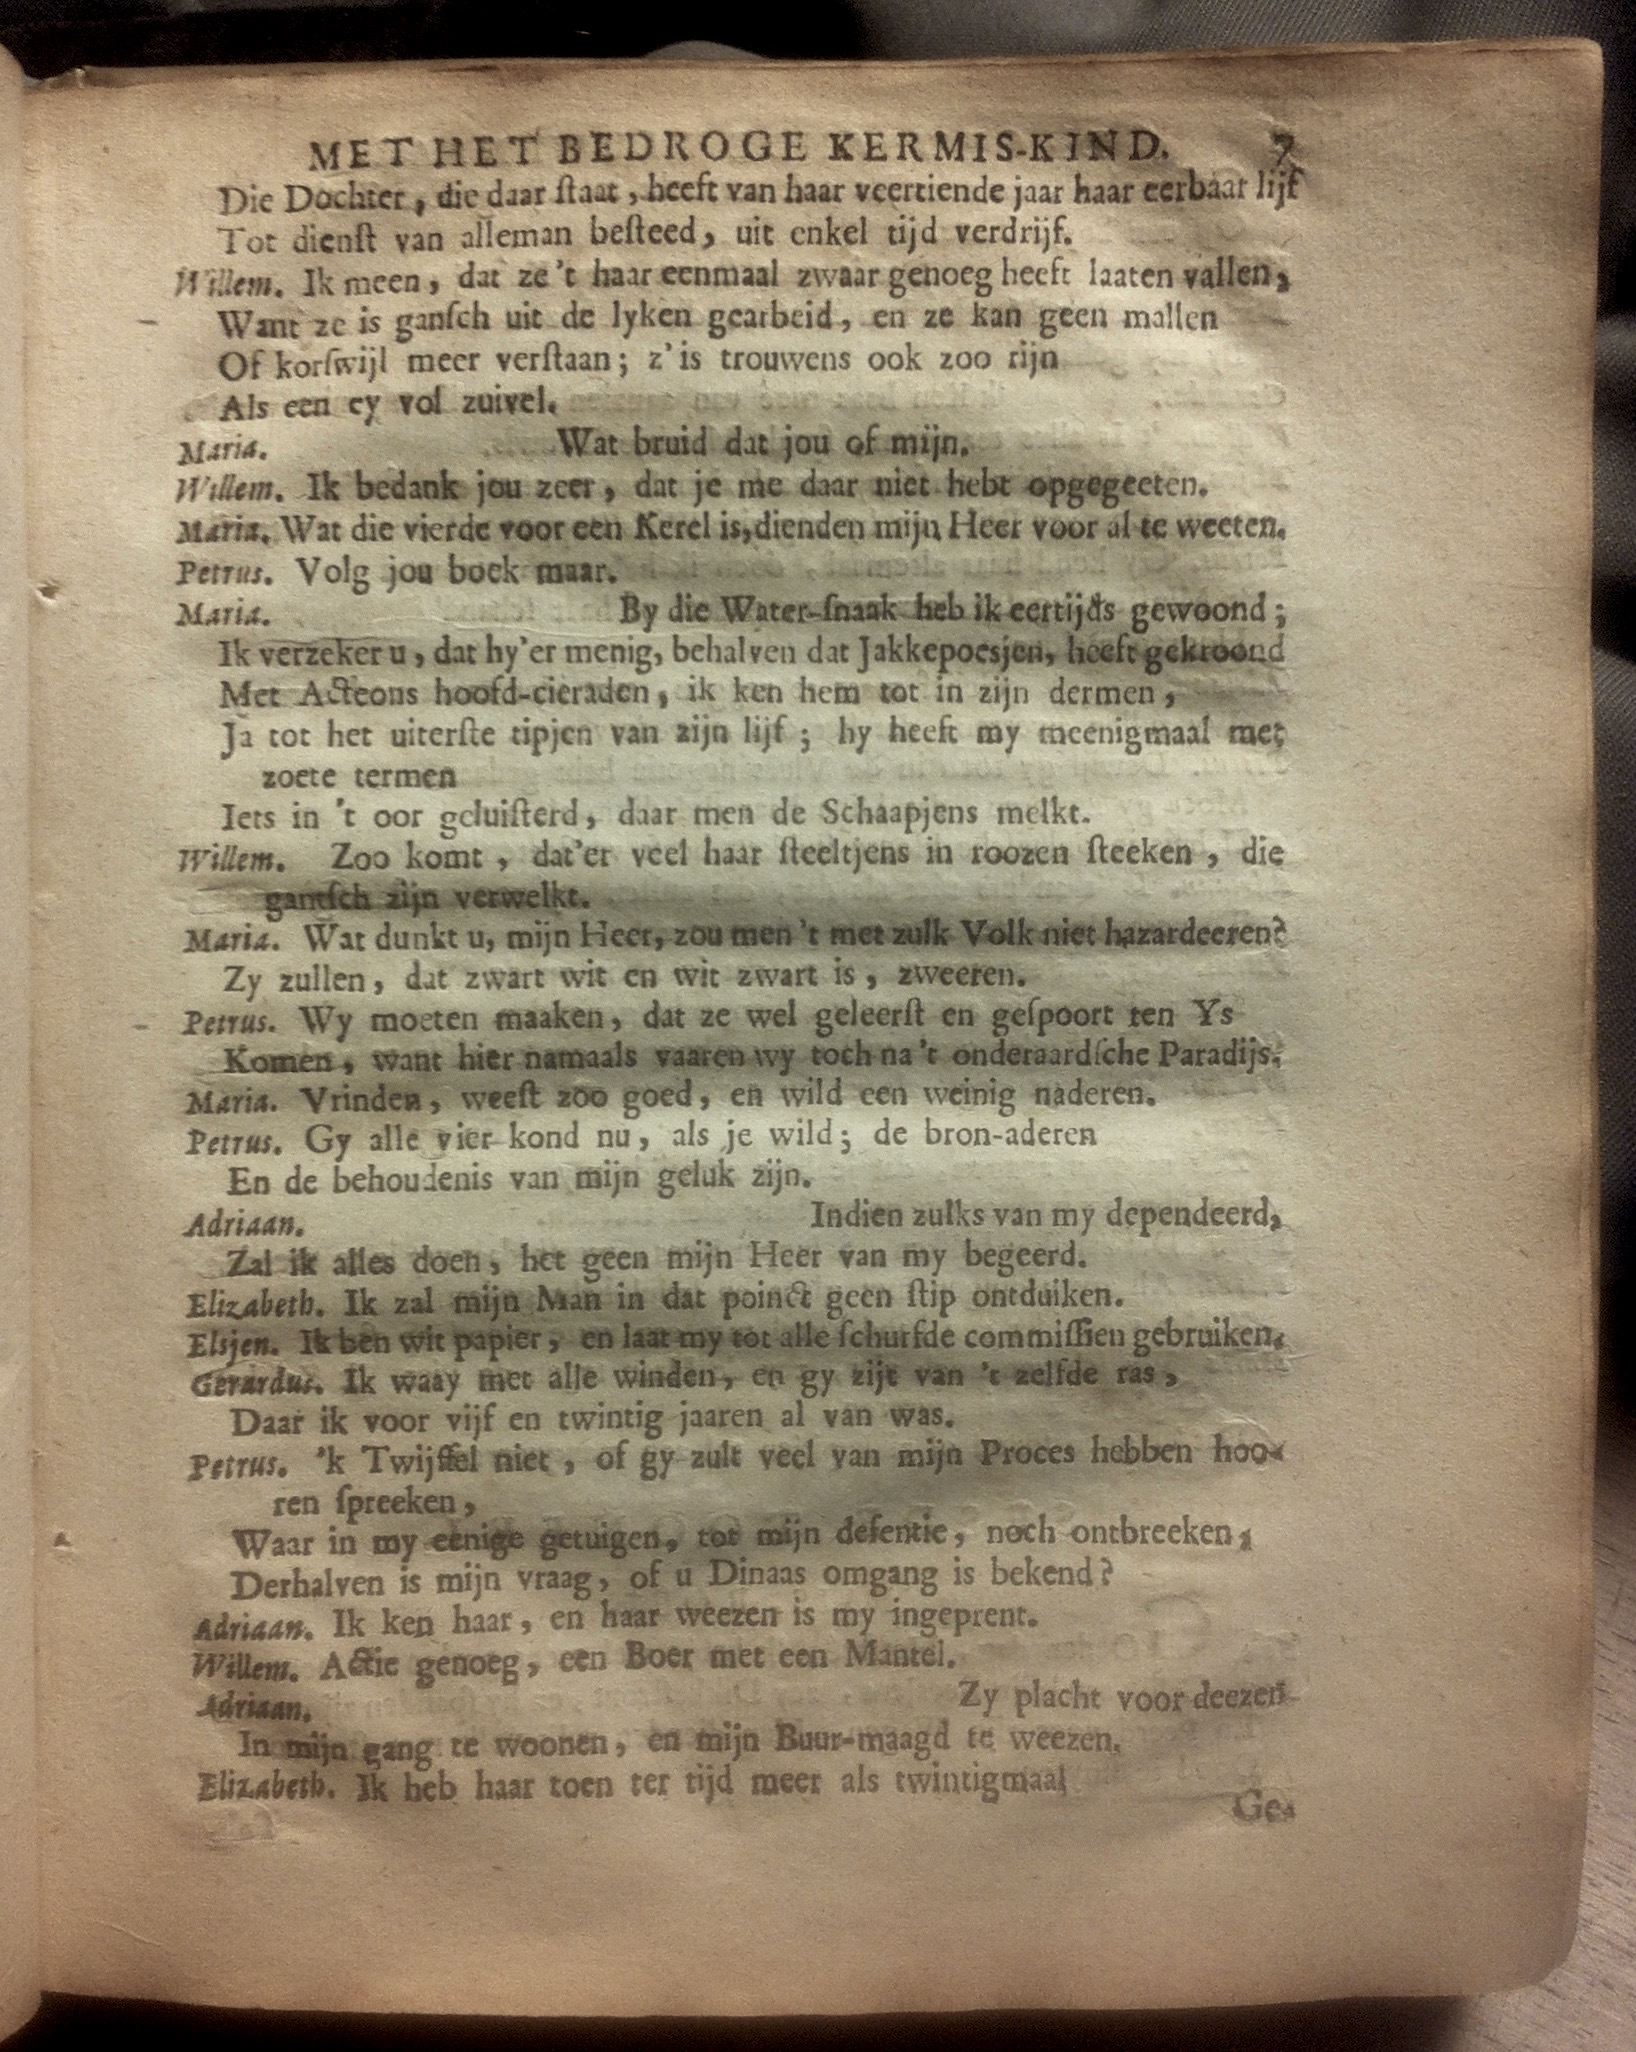 MET HET BEDROGE KERMIS-KIND. 7
Die Dochter, die daar ſtaat, heeft van haar veertiende jaar haar eerbaar lijf
Tot dienſt van alleman beſteed, uit enkel tijd verdrijf.
Willem. Ik meen, dat ze 't haar eenmaal zwaar genoeg heeft laaten vallen,
Want ze is ganſch uit de lyken gearbeid, en ze kan geen mallen
Of korſwijl meer verſtaan; z' is trouwens ook zoo rijn
Als een ey vol zuivel.
Maria. Wat bruid dat jou of mijn.
Willem. Ik bedank jou zeer, dat je me daar niet hebt opgegeeten.
Maria. Wat die vierde voor een Kerel is, dienden mijn Heer voor al te weeten.
Petrus. Volg jou boek maar.
Maria. By die Water-ſnaak heb ik eertijds gewoond;
Ik verzeker u, dat hy'er menig, behalven dat Jakkepoesjen, heeft gekroond
Met Acteons hoofd-cieraden, ik ken hem tot in zijn dermen,
Ja tot het uiterſte tipjen van zijn lijf; hy heeft my meenigmaal met
zoete termen
Iets in 't oor geluiſterd, daar men de Schaapjens melkt.
Willem. Zoo komt, dat'er veel haar ſteeltjens in roozen ſteeken, die
gantſch zijn verwelkt.
Maria. Wat dunkt u, mijn Heer, zou men 't met zulk Volk niet hazardeeren?
Zy zullen, dat zwart wit en wit zwart is, zweeren.
Petrus. Wy moeten maaken, dat ze wel geleerſt en geſpoort ten Ys
Komen, want hier namaals vaaren wy toch na't onderaardſche Paradijs.
Maria. Vrinden, weeſt zoo goed, en wild een weinig naderen.
Petrus. Gy alle vier kond nu, als je wild; de bron-aderen
En de behoudenis van mijn geluk zijn.
Adriaan. Indien zulks van my dependeerd,
Zal ik alles doen, het geen mijn Heer van my begeerd.
Elizabeth. Ik zal mijn Man in dat poinct geen ſtip ontduiken.
Elsjen. Ik ben wit papier, en laat my tot alle ſchurfde commiſſien gebruiken.
Gerardus. Ik waay met alle winden, en gy zijt van 't zelfde ras,
Daar ik voor vijf en twintig jaaren al van was.
Petrus. 'k Twijffel niet, of gy zult veel van mijn Proces hebben hoo-
ren ſpreeken,
Waar in my eenige getuigen, tot mijn defentie, noch ontbreeken,
Derhalven is mijn vraag, of u Dinaas omgang is bekend?
Adriaan. Ik ken haar, en haar weezen is my ingeprent.
Willem. Actie genoeg, een Boer met een Mantel.
Adriaan. Zy placht voor deezen
In mijn gang te woonen, en mijn Buur-maagd te weezen.
Elizabeth. Ik heb haar toen ter tijd meer als twintigmaal
Ge-